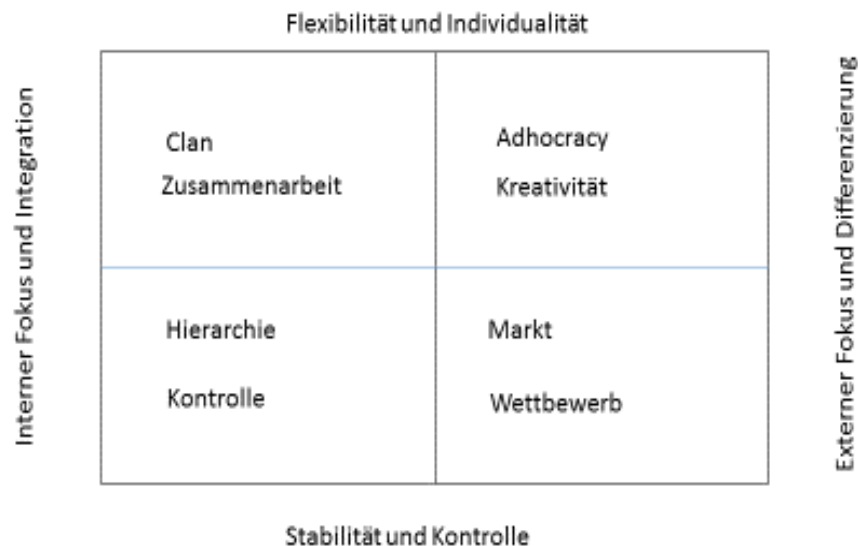 Flexibilität und Individualität
Interner Fokus und Integration
Clan
Zusammenarbeit
Adhocracy
Kreativität
Hierarchie
Kontrolle
Markt
Wettbewerb
Externer Fokus und Differenzierung
Stabilität und Kontrolle